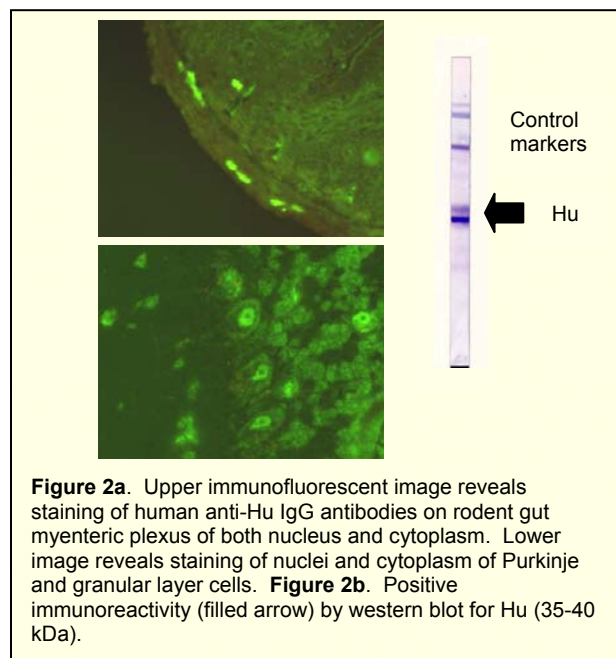 Control
markers
Hu
Figure 2a. Upper immunofluorescent image reveals
staining of human anti-Hu IgG antibodies on rodent gut
myenteric plexus of both nucleus and cytoplasm. Lower
image reveals staining of nuclei and cytoplasm of Purkinje
and granular layer cells. Figure 2b. Positive
immunoreactivity (filled arrow) by western blot for Hu (35-40
kDa).